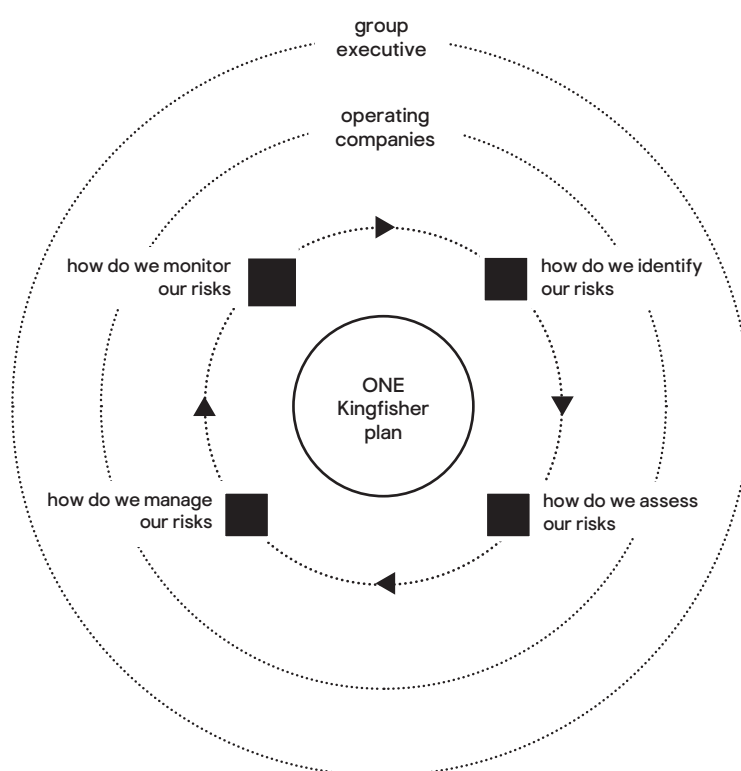 group
executive
operating
companies
how do we monitor
our risks
how do we identify
our risks
ONE
Kingfisher
plan
how do we manage
our risks
how do we assess
our risks